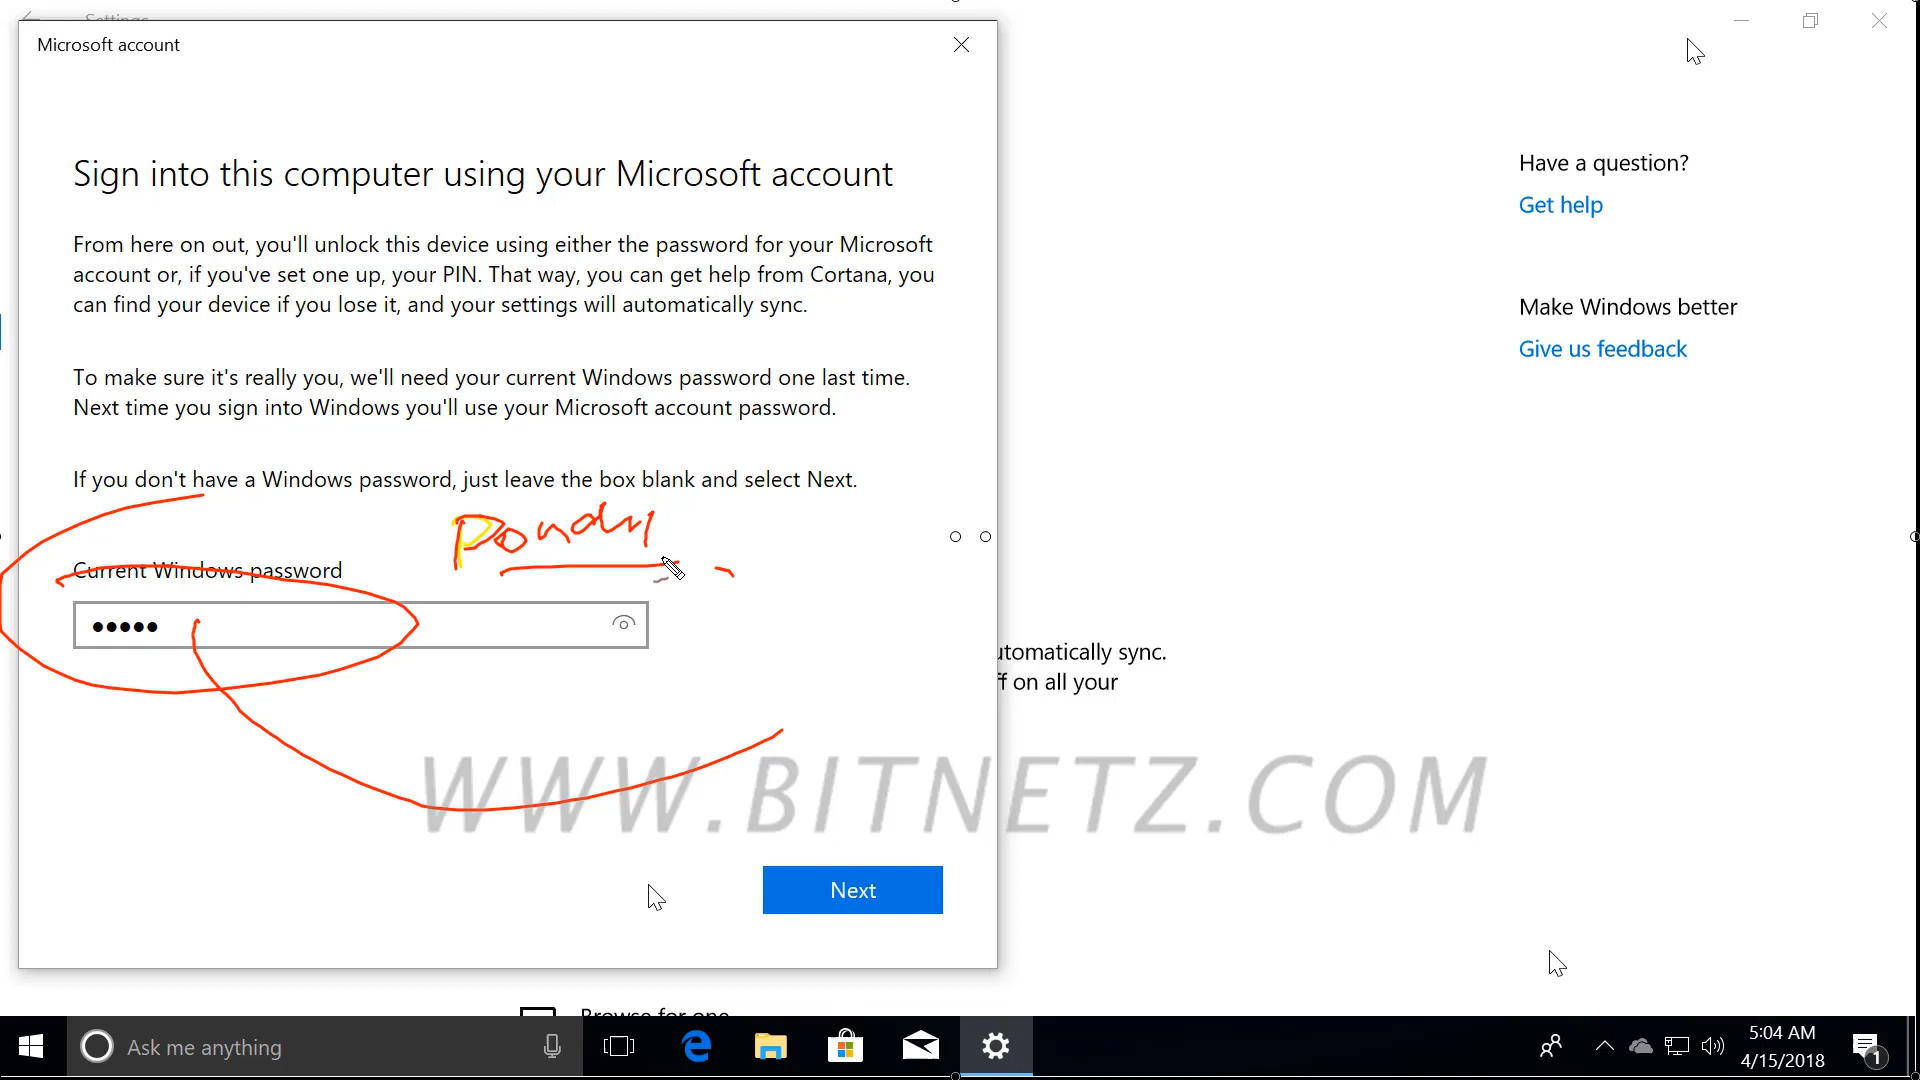 Settings
Microsoft account
Sign into this computer using your Microsoft account
From here on out, you'll unlock this device using either the password for your Microsoft
account or, if you've set one up, your PIN. That way, you can get help from Cortana, you
can find your device if you lose it, and your settings will automatically sync.
To make sure it's really you, we'll need your current Windows password one last time.
Next time you sign into Windows you'll use your Microsoft account password.
If you don't have a Windows password, just leave the box blank and select Next.
Current Windows password
Next
Have a question?
Get help
Make Windows better
Give us feedback
utomatically sync.
ff on all your
WWW.BITNETZ.COM
Browse for one
Ask me anything
5:04 AM
4/15/2018
1